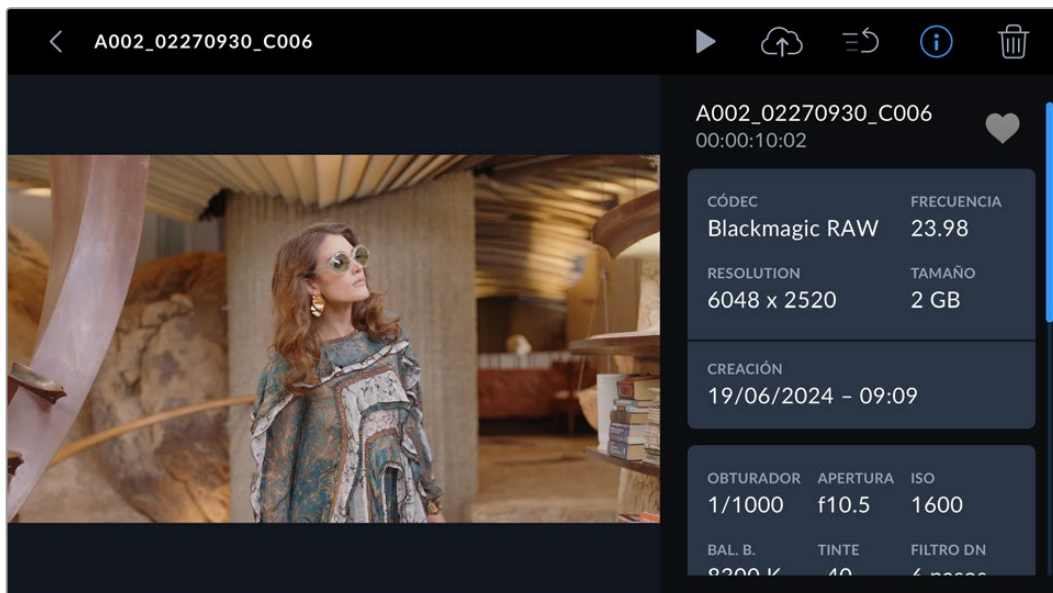 A002_02270930_C006
A002_02270930_C006
00:00:10:02
CÓDEC FRECUENCIA
Blackmagic RAW 23.98
RESOLUTION TAMAÑO
6048 x 2520 2 GB
CREACIÓN
19/06/2024 – 09:09
OBTURADOR APERTURA ISO
1/1000 f10.5 1600
BAL. B. TINTE FILTRO DN